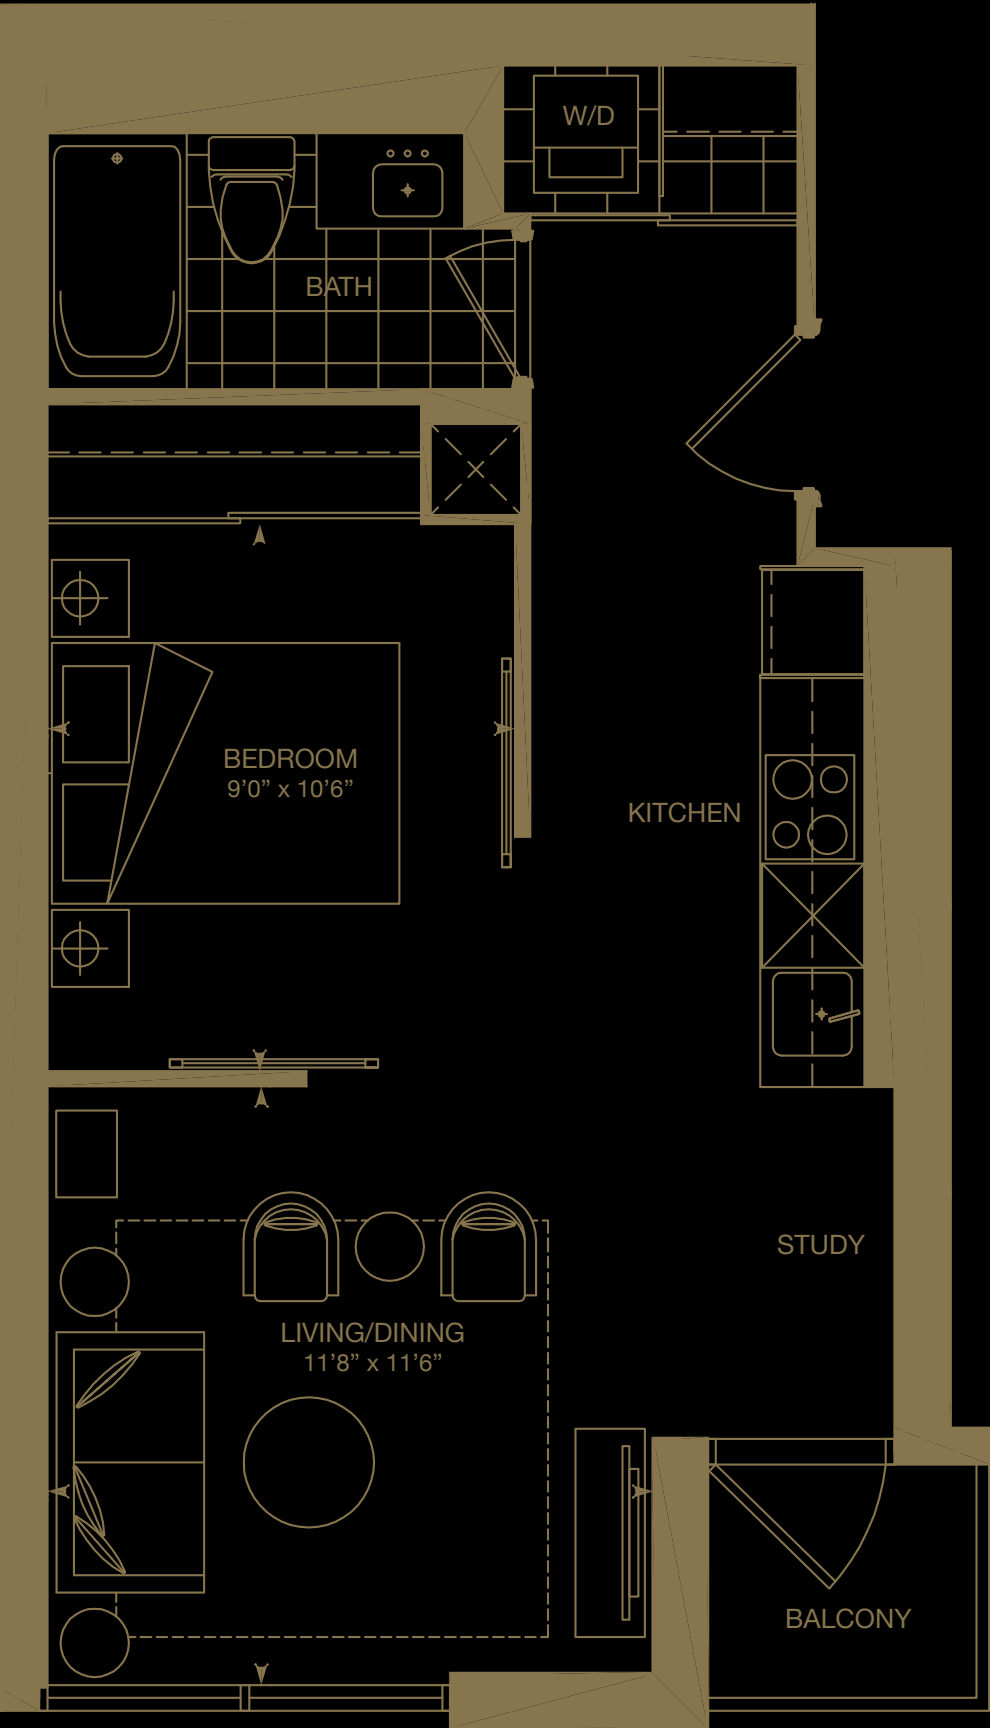 W/D
BATH
BEDROOM
9’0” x 10’6”
KITCHEN
STUDY
LIVING/DINING
11’8” x 11’6”
BALCONY